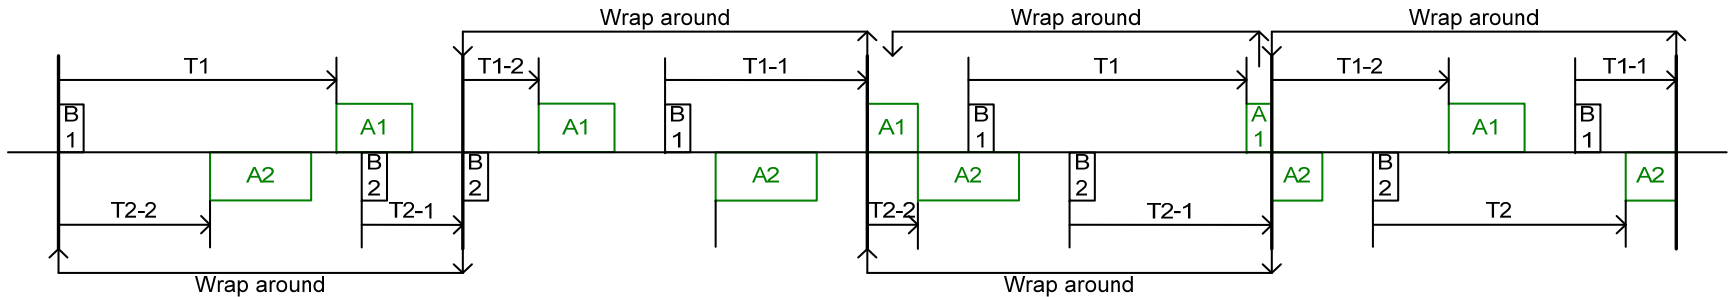 Wrap around Wrap around Wrap around
T1 T1-2 T1-1 T1 T1-2 T1-1
B A1 A1 B A1 B A A1 B
1 1 1 1 1
A2 B B A2 A2 B A2 B A2
2 2 2 2
T2-2 T2-1 T2-2 T2-1 T2
Wrap around Wrap around